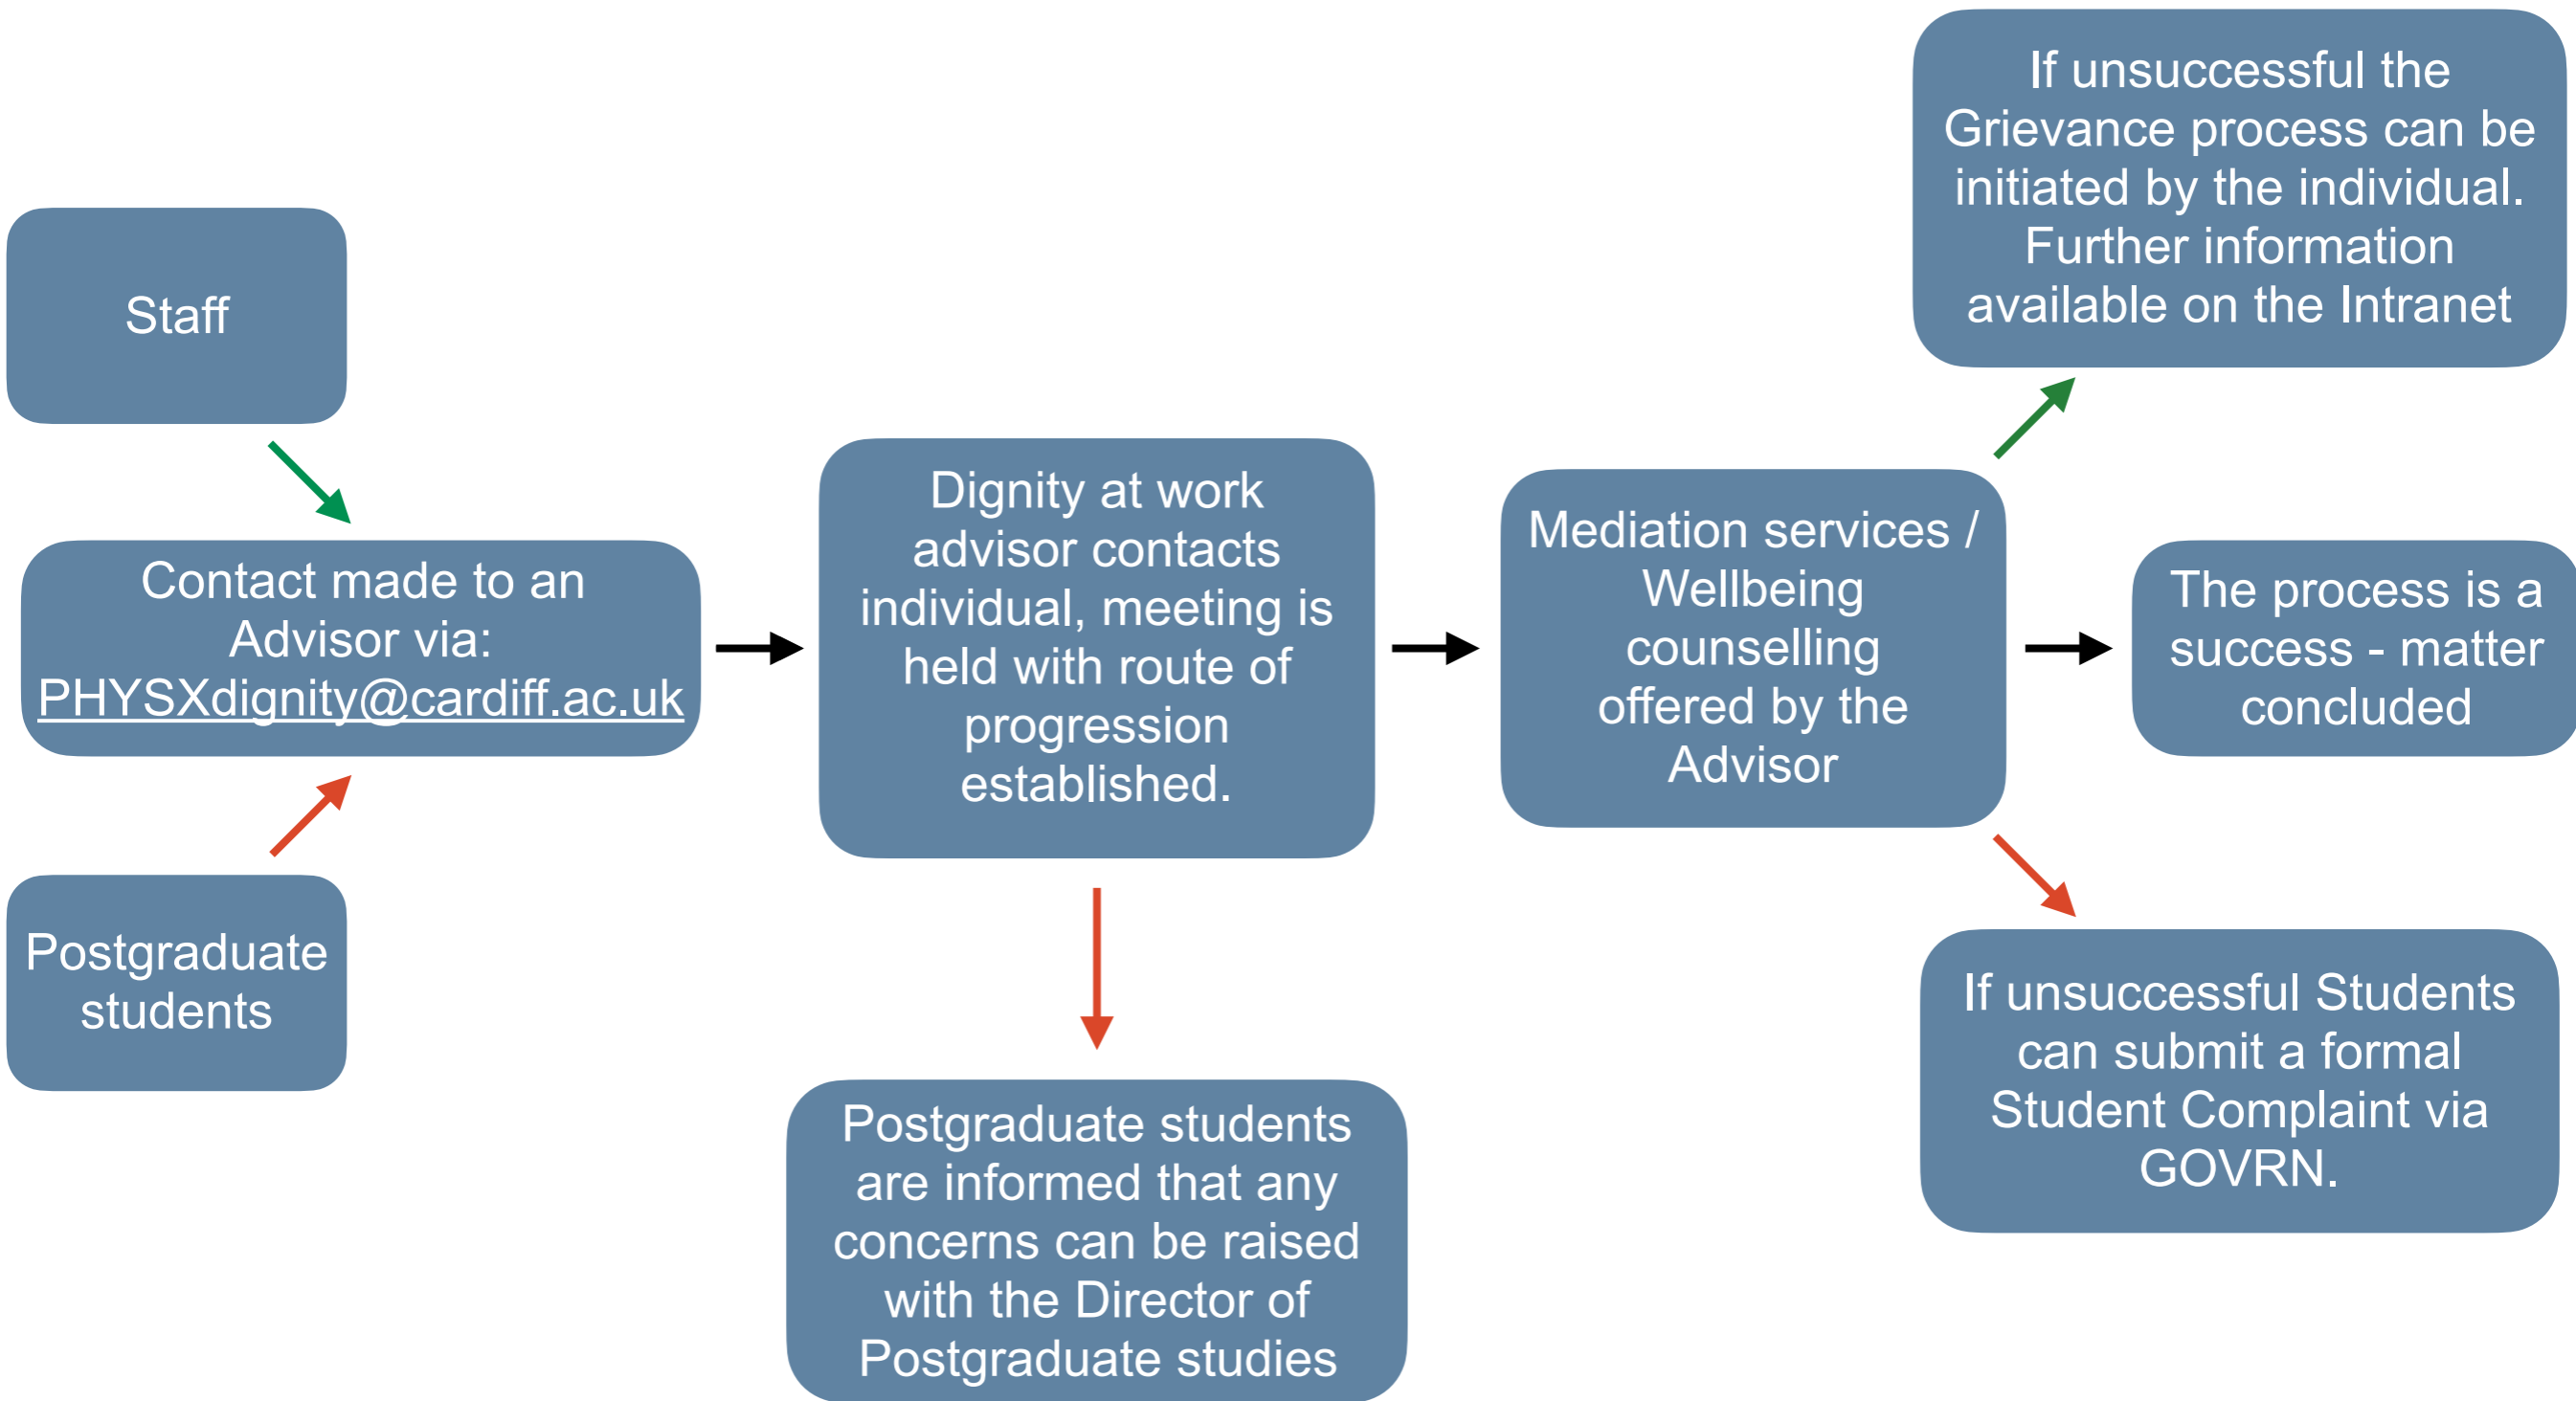 Staff
Contact made to an
Advisor via:
PHYSXdignity@cardiff.ac.uk
Postgraduate
students
Dignity at work
advisor contacts
individual, meeting is
held with route of
progression
established.
Postgraduate students
are informed that any
concerns can be raised
with the Director of
Postgraduate studies
Mediation services /
Wellbeing
counselling
offered by the
Advisor
If unsuccessful the
Grievance process can be
initiated by the individual.
Further information
available on the Intranet
The process is a
success - matter
concluded
If unsuccessful Students
can submit a formal
Student Complaint via
GOVRN.